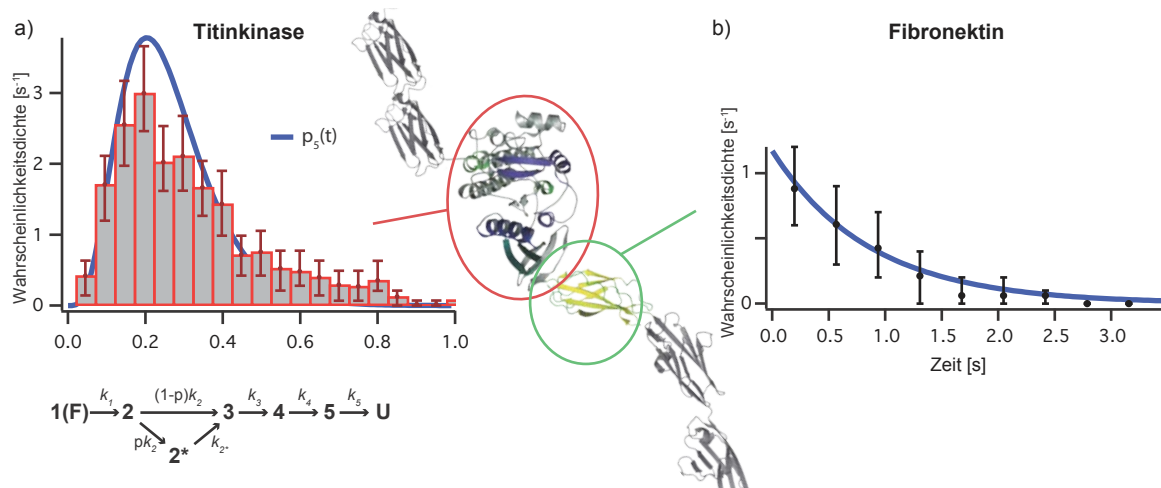 a)
Titinkinase
Wahrscheinlichkeitsdichte [s⁻¹]
3
2
1
0
p₅(t)
0.0 0.2 0.4 0.6 0.8 1.0
k₁ (1-p)k₂ k₃ k₄ k₅
1(F) → 2 → 3 → 4 → 5 → U
pk₂ k₂*
2*
b)
Fibronektin
Wahrscheinlichkeitsdichte [s⁻¹]
1
0
0.0 0.5 1.0 1.5 2.0 2.5 3.0
Zeit [s]